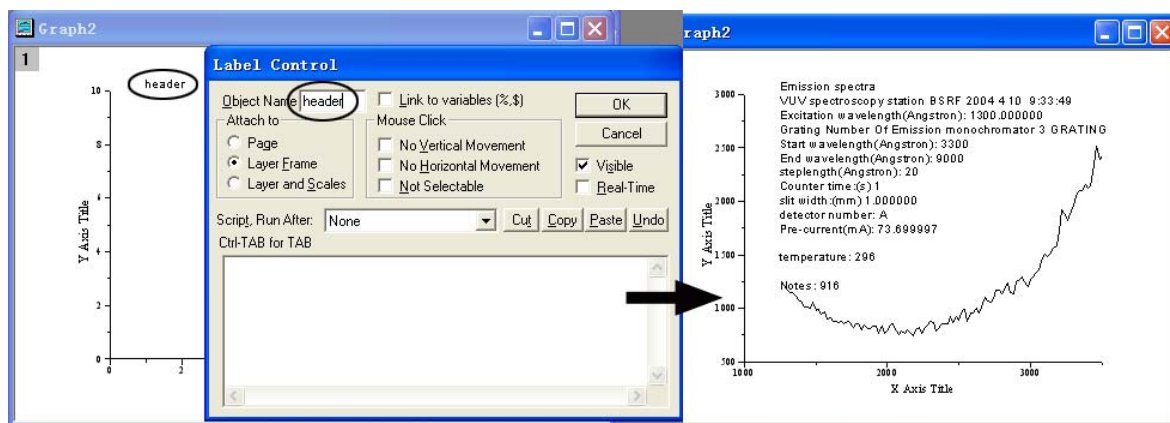 Graph2
1
header
10
8
6
4
2
0
0
2
Y Axis Title
Label Control
Object Name header
Link to variables (%,$)
OK
Cancel
Attach to
Page
Layer Frame
Layer and Scales
Mouse Click
No Vertical Movement
No Horizontal Movement
Not Selectable
Visible
Real-Time
Script, Run After: None
Cut Copy Paste Undo
Ctrl-TAB for TAB
raph2
Emission spectra
VUV spectroscopy station BSRF 2004 4 10 9:33:49
Excitation wavelength(Angstron): 1300.000000
Grating Number Of Emission monochromator 3 GRATING
Start wavelength(Angstron): 3300
End wavelength(Angstron): 9000
steplength(Angstron): 20
Counter time:(s) 1
slit width:(mm) 1.000000
detector number: A
Pre-current(mA): 73.699997
temperature: 296
Notes: 916
3000
2500
2000
1500
1000
500
Y Axis Title
1000
2000
3000
X Axis Title